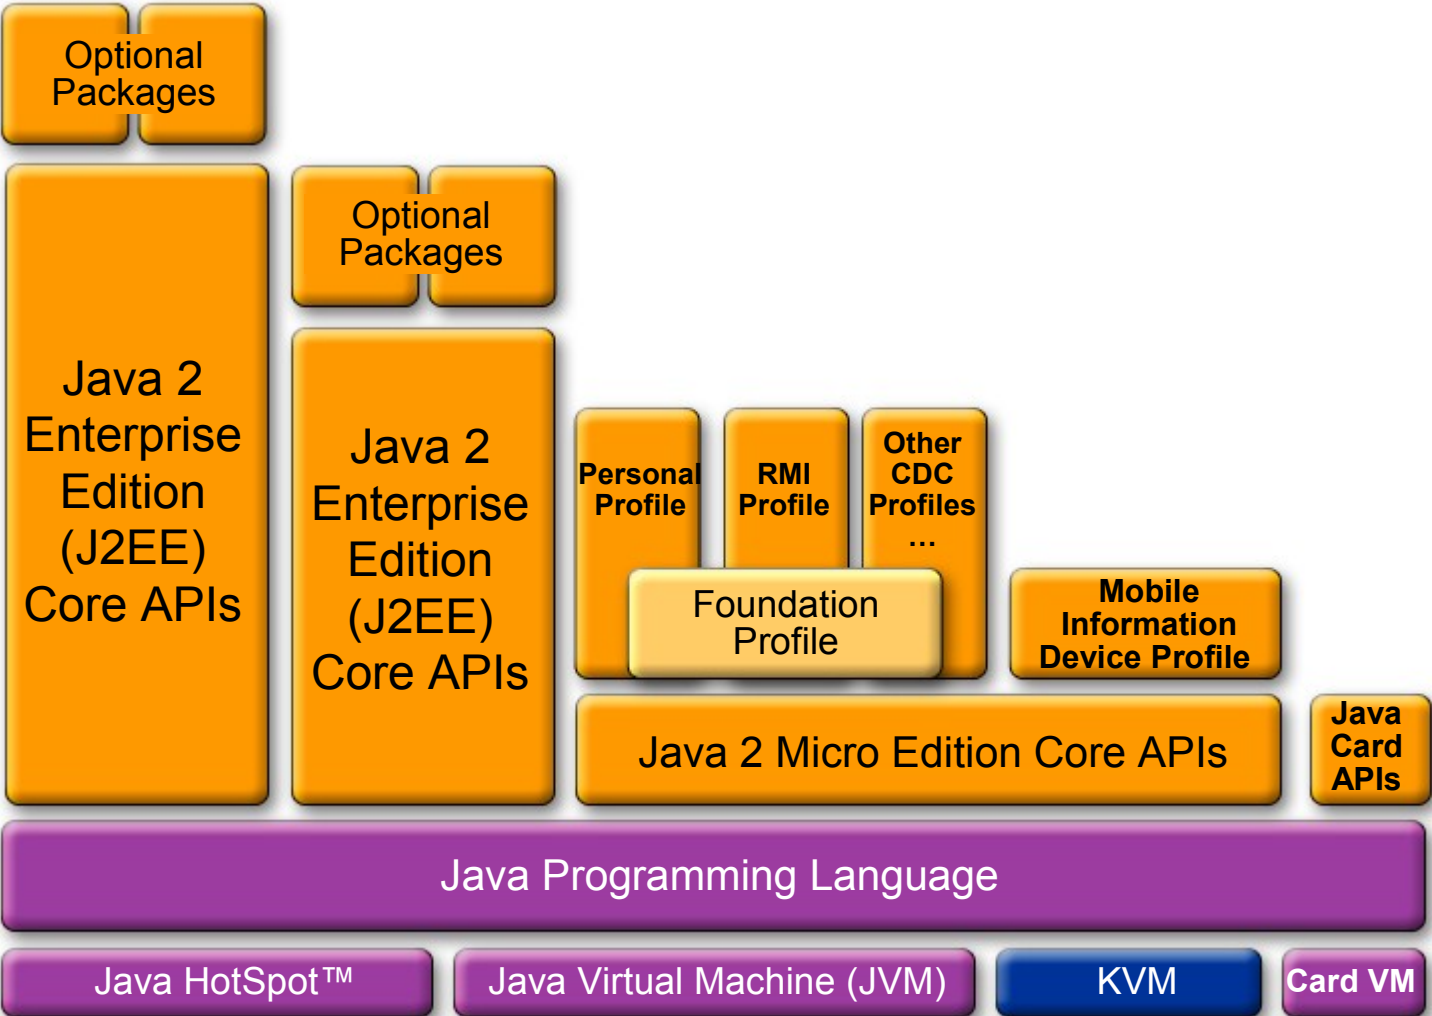 Optional
Packages
Optional
Packages
Java 2
Enterprise
Edition
(J2EE)
Core APIs
Java 2
Enterprise
Edition
(J2EE)
Core APIs
Personal
Profile
RMI
Profile
Other
CDC
Profiles
…
Foundation
Profile
Mobile
Information
Device Profile
Java 2 Micro Edition Core APIs
Java
Card
APIs
Java Programming Language
Java HotSpot™
Java Virtual Machine (JVM)
KVM
Card VM